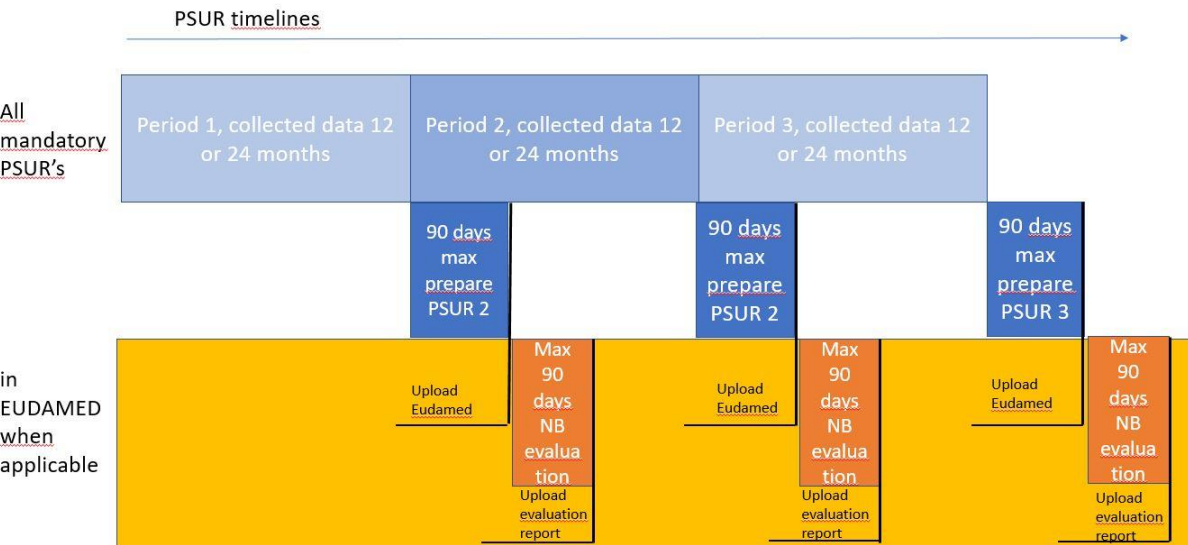 PSUR timelines
All
mandatory
PSUR's
Period 1, collected data 12
or 24 months
Period 2, collected data 12
or 24 months
Period 3, collected data 12
or 24 months
90 days
max
prepare
PSUR 2
90 days
max
prepare
PSUR 2
90 days
max
prepare
PSUR 3
in
EUDAMED
when
applicable
Upload
Eudamed
Max
90
days
NB
evalua
tion
Upload
evaluation
report
Upload
Eudamed
Max
90
days
NB
evalua
tion
Upload
evaluation
report
Upload
Eudamed
Max
90
days
NB
evalua
tion
Upload
evaluation
report